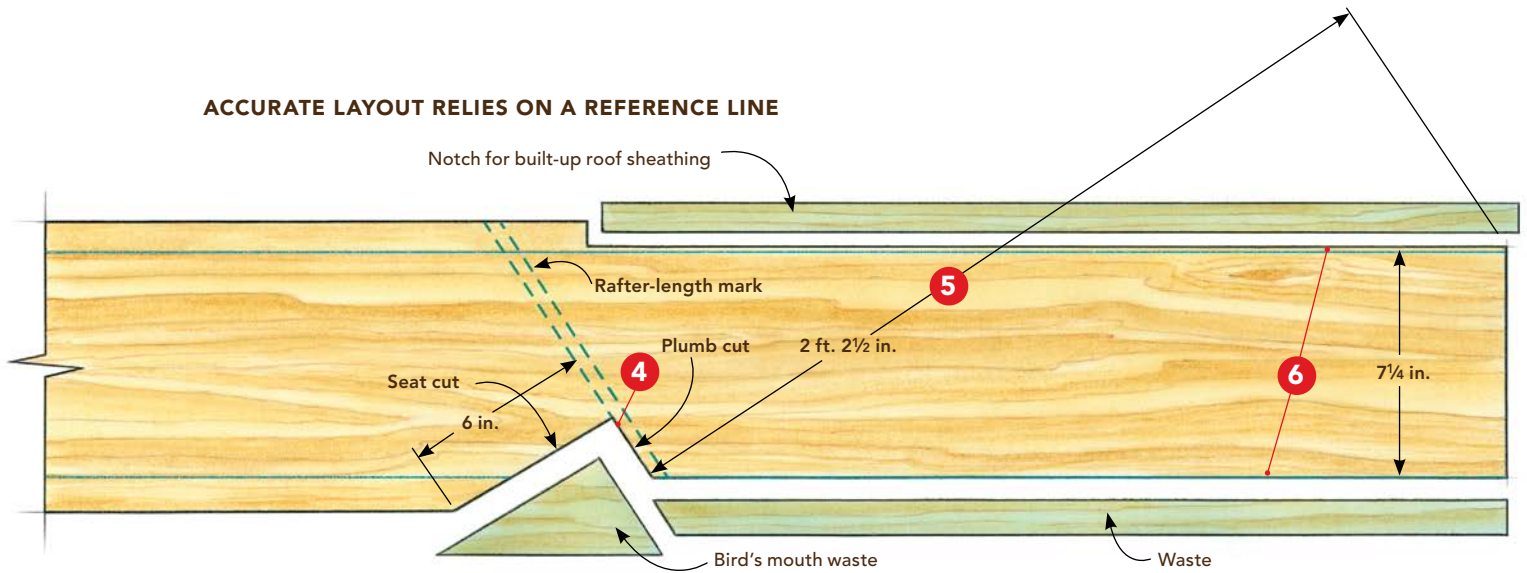 ACCURATE LAYOUT RELIES ON A REFERENCE LINE
Notch for built-up roof sheathing
Rafter-length mark
5
Plumb cut
2 ft. 2½ in.
4
Seat cut
6 in.
6
7¼ in.
Bird's mouth waste
Waste